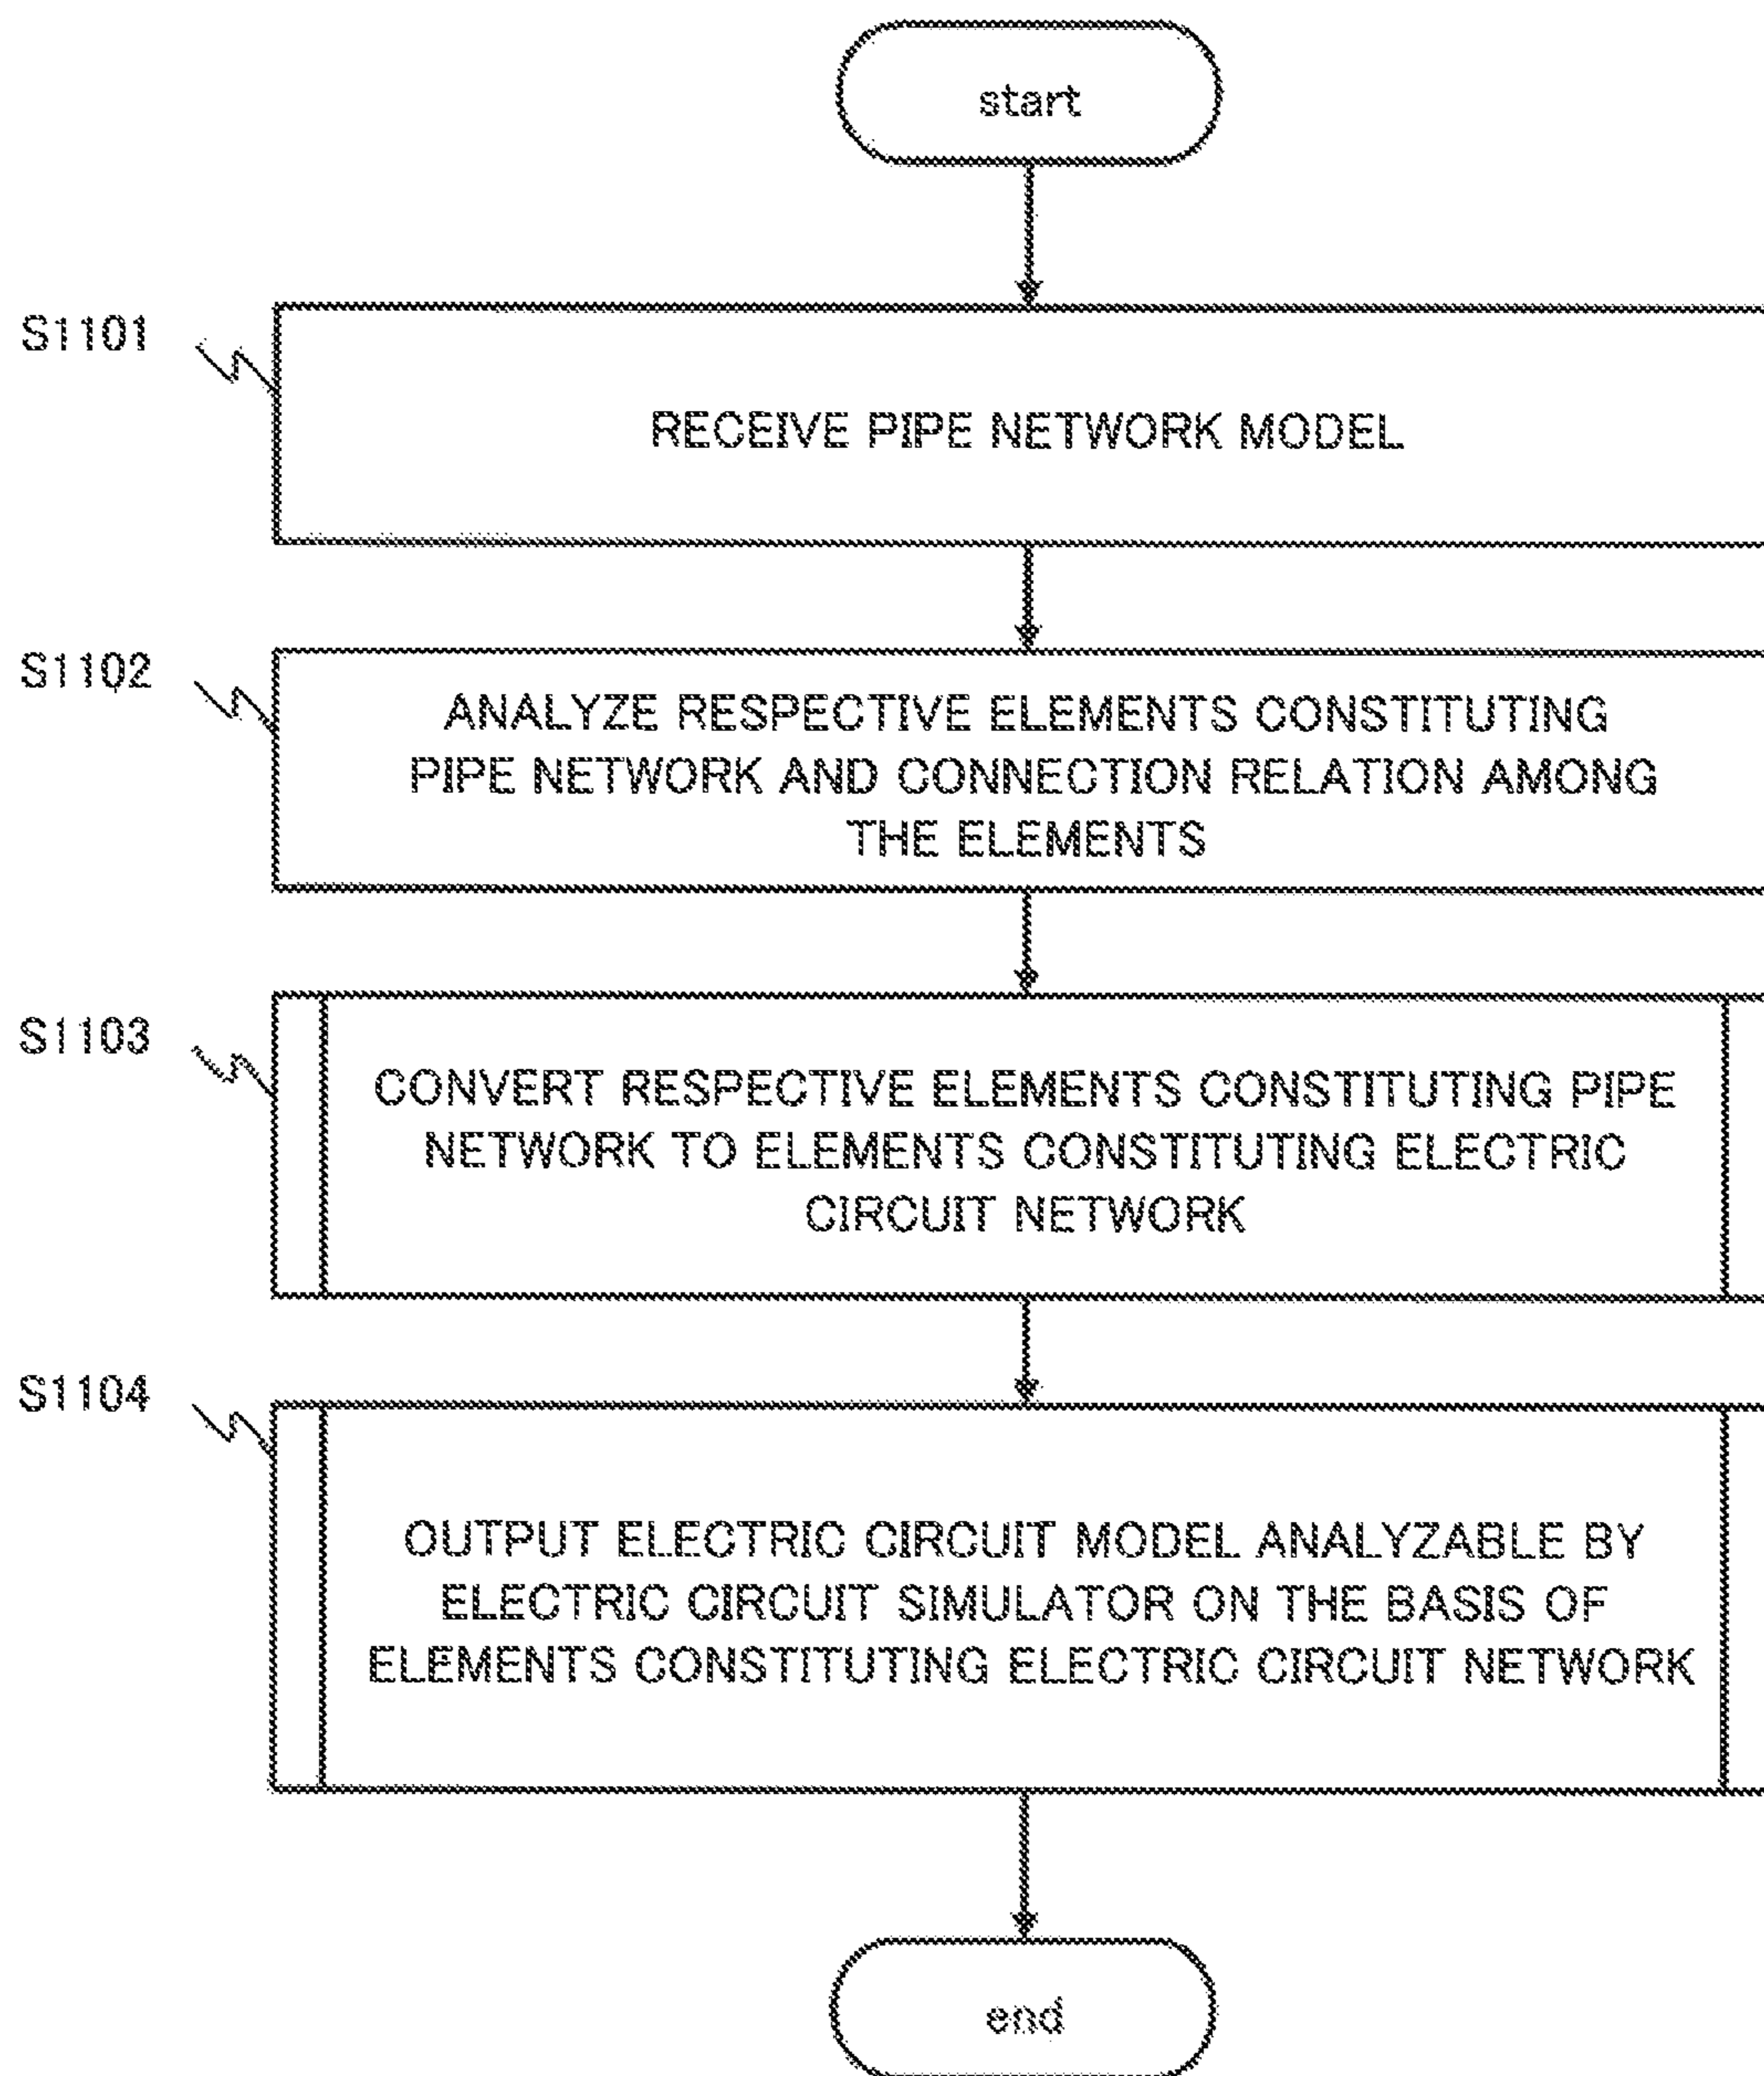 start
S1101
RECEIVE PIPE NETWORK MODEL
S1102
ANALYZE RESPECTIVE ELEMENTS CONSTITUTING
PIPE NETWORK AND CONNECTION RELATION AMONG
THE ELEMENTS
S1103
CONVERT RESPECTIVE ELEMENTS CONSTITUTING PIPE
NETWORK TO ELEMENTS CONSTITUTING ELECTRIC
CIRCUIT NETWORK
S1104
OUTPUT ELECTRIC CIRCUIT MODEL ANALYZABLE BY
ELECTRIC CIRCUIT SIMULATOR ON THE BASIS OF
ELEMENTS CONSTITUTING ELECTRIC CIRCUIT NETWORK
end